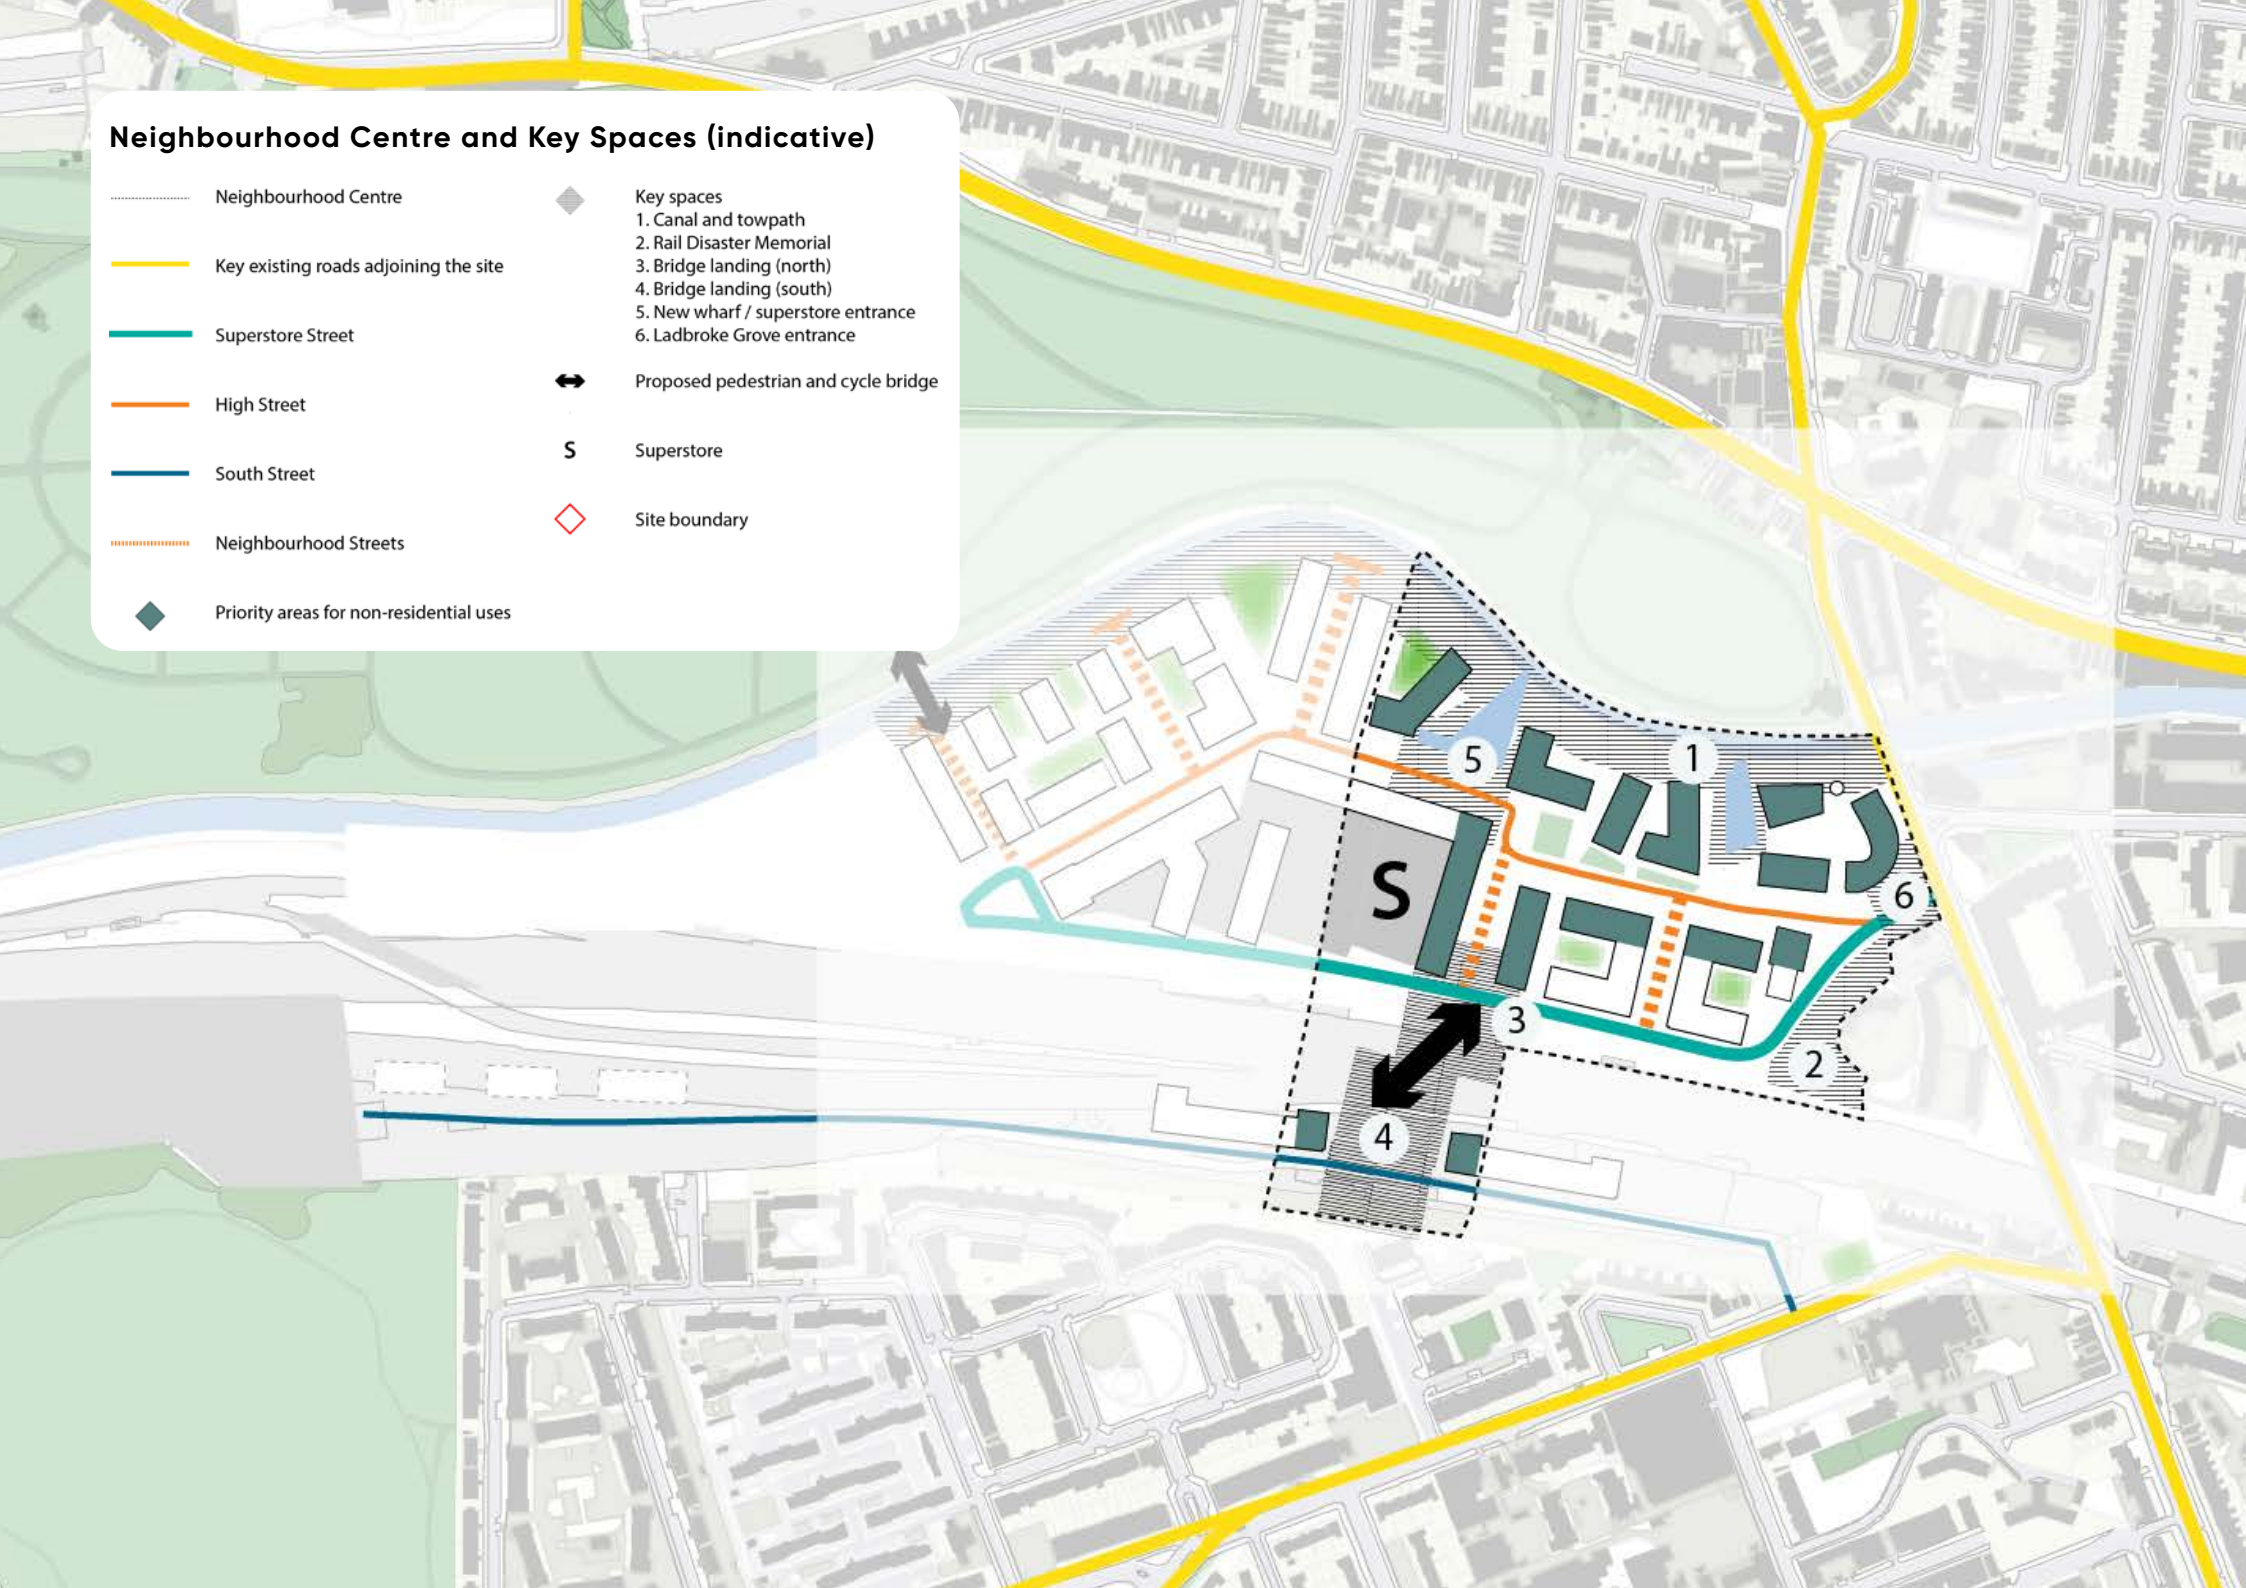 Neighbourhood Centre and Key Spaces (indicative)
Neighbourhood Centre
Key existing roads adjoining the site
Superstore Street
High Street
South Street
Neighbourhood Streets
Priority areas for non-residential uses
Key spaces
1. Canal and towpath
2. Rail Disaster Memorial
3. Bridge landing (north)
4. Bridge landing (south)
5. New wharf / superstore entrance
6. Ladbroke Grove entrance
Proposed pedestrian and cycle bridge
S Superstore
Site boundary
5
1
S
6
3
2
4